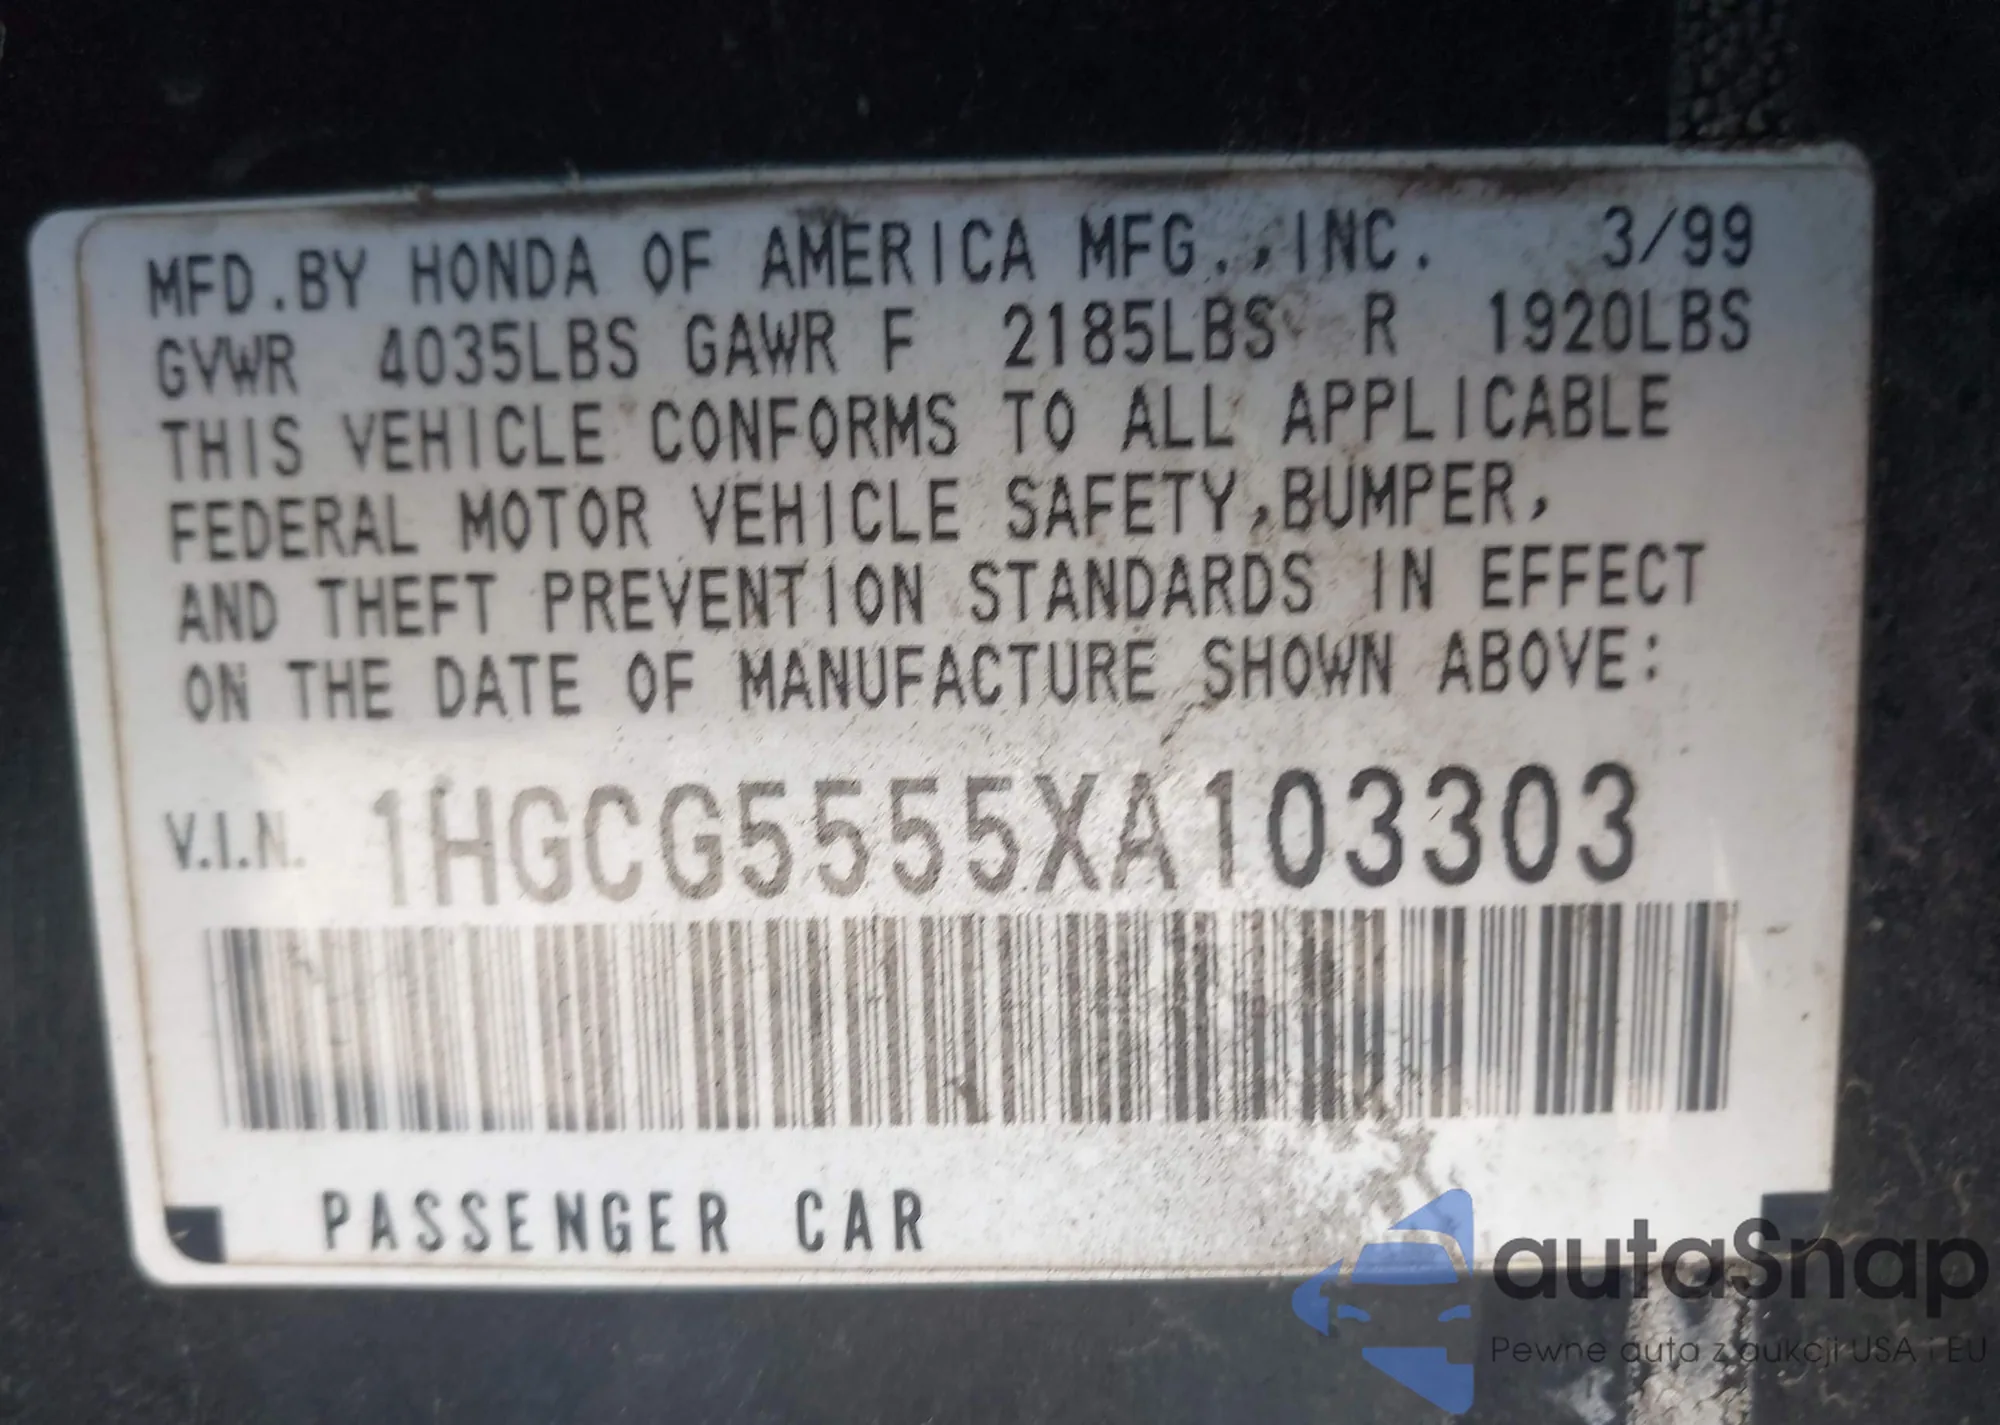 MFD.BY HONDA OF AMERICA MFG.,INC. 3/99
GVWR 4035LBS GAWR F 2185LBS R 1920LBS
THIS VEHICLE CONFORMS TO ALL APPLICABLE
FEDERAL MOTOR VEHICLE SAFETY,BUMPER,
AND THEFT PREVENTION STANDARDS IN EFFECT
ON THE DATE OF MANUFACTURE SHOWN ABOVE:
V.I.N. 1HGCG5555XA103303
PASSENGER CAR
autaSnap
Pewne auta z aukcji USA i EU